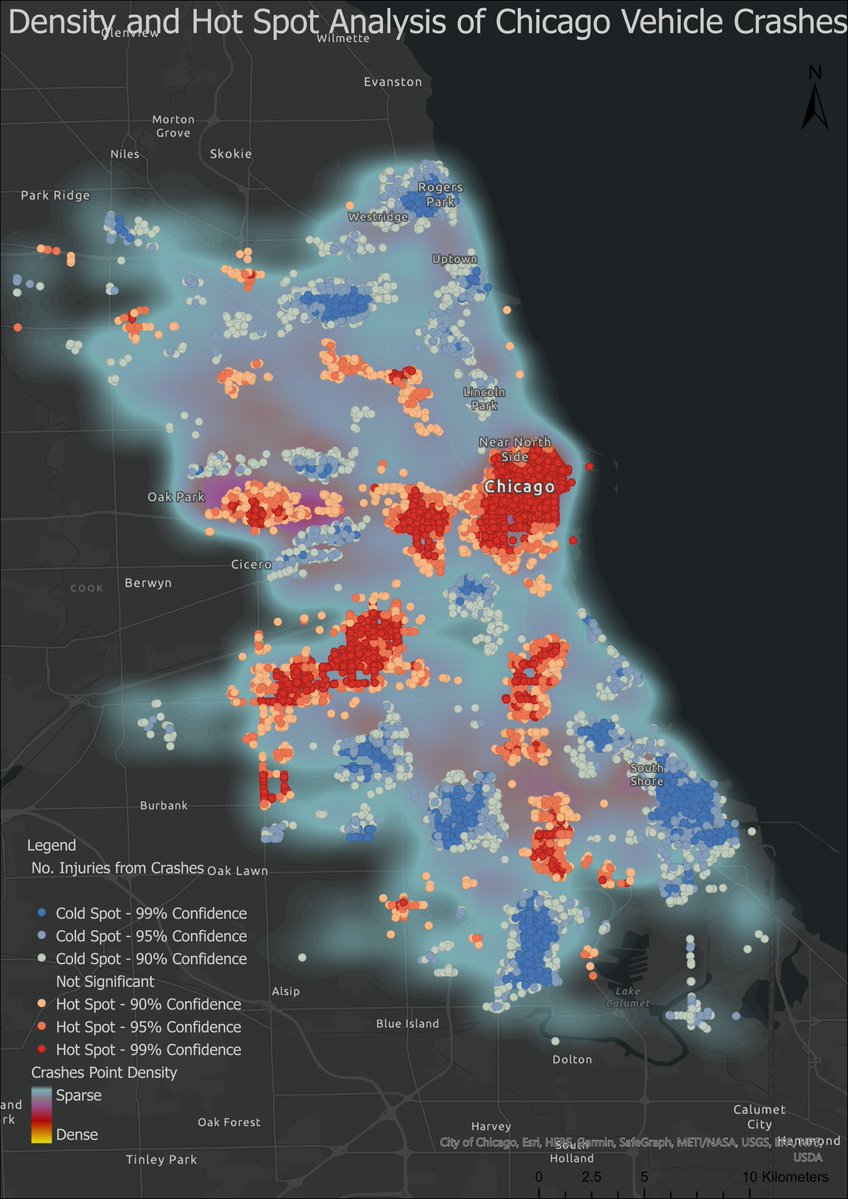 Density and Hot Spot Analysis of Chicago Vehicle Crashes
Glenview
Wilmette
N
Evanston
Morton
Grove
Niles
Skokie
Park Ridge
Rogers
Park
Westridge
Uptown
Lincoln
Park
Near North
Side
Chicago
Oak Park
Cicero
COOK
Berwyn
South
Shore
Burbank
Legend
No. Injuries from Crashes
Oak Lawn
Cold Spot - 99% Confidence
Cold Spot - 95% Confidence
Cold Spot - 90% Confidence
Not Significant
Hot Spot - 90% Confidence
Hot Spot - 95% Confidence
Hot Spot - 99% Confidence
Alsip
Lake
Calumet
Blue Island
Dolton
Crashes Point Density
Sparse
Dense
and
rk
Oak Forest
Tinley Park
Harvey
Calumet
City
Hammond
South
Holland
City of Chicago, Esri, HERE, Garmin, SafeGraph, METI/NASA, USGS, EPA, NPS,
USDA
0 2.5 5 10 Kilometers